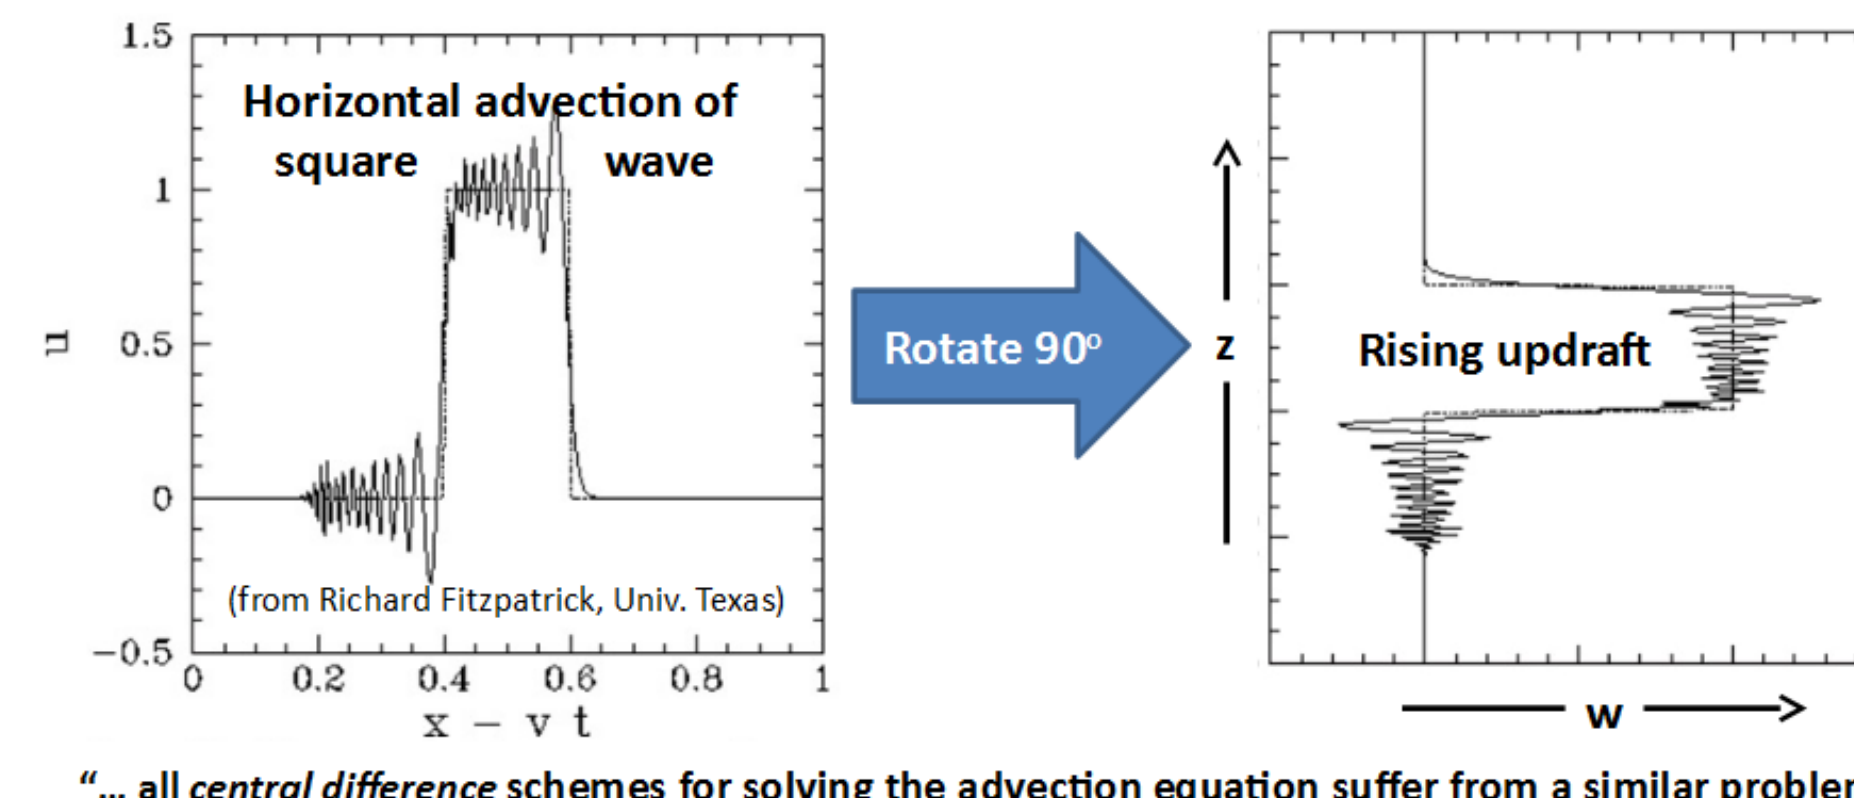 1.5
1
0.5
0
−0.5
u
Horizontal advection of
square wave
(from Richard Fitzpatrick, Univ. Texas)
0 0.2 0.4 0.6 0.8 1
x − v t
Rotate 90º
z
Rising updraft
w
“... all central difference schemes for solving the advection equation suffer from a similar problem